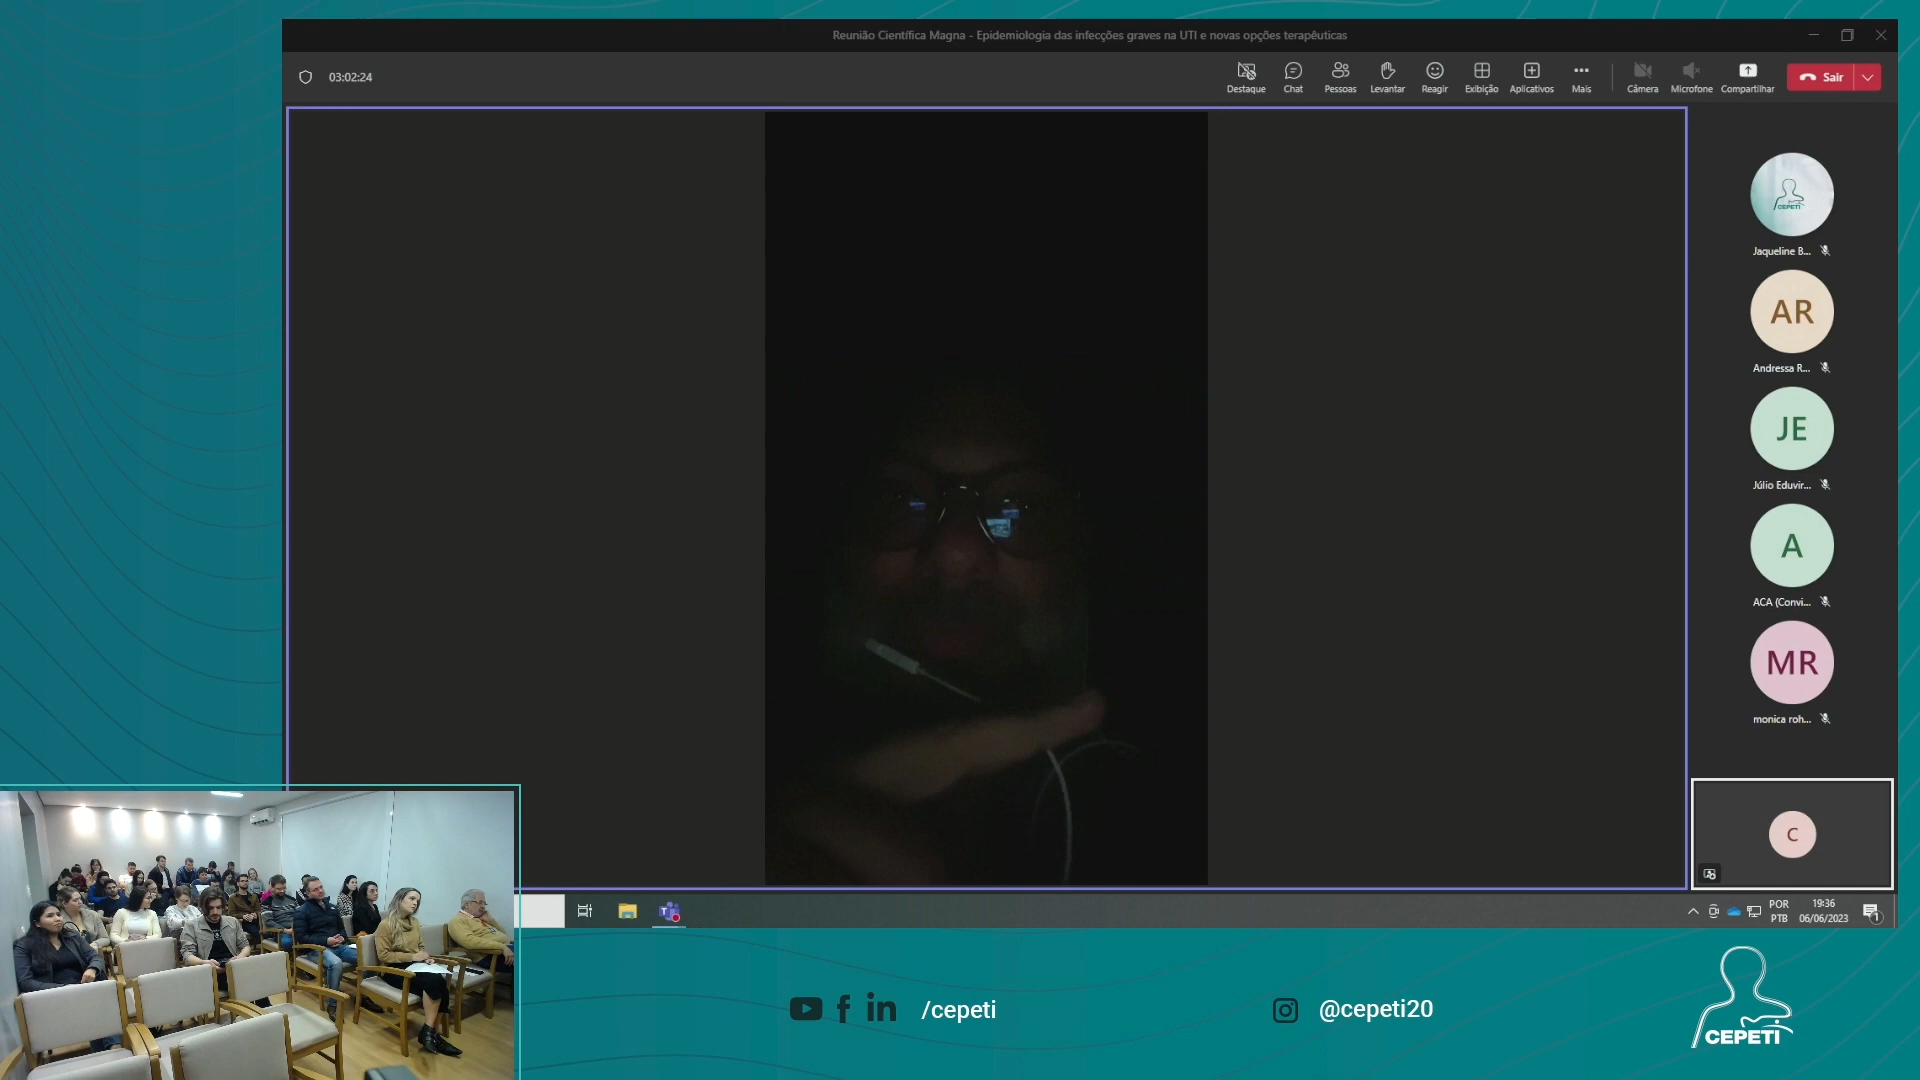 Reunião Científica Magna - Epidemiologia das infecções graves na UTI e novas opções terapêuticas
03:02:24
Destaque
Chat
Pessoas
Levantar
Reagir
Exibição
Aplicativos
Mais
Câmera
Microfone
Compartilhar
Sair
CEPETI
Jaqueline B...
AR
Andressa R...
JE
Júlio Eduvir...
A
ACA (Convi...
MR
monica roh...
C
POR
PTB
19:36
06/06/2023
1
/cepeti
@cepeti20
CEPETI